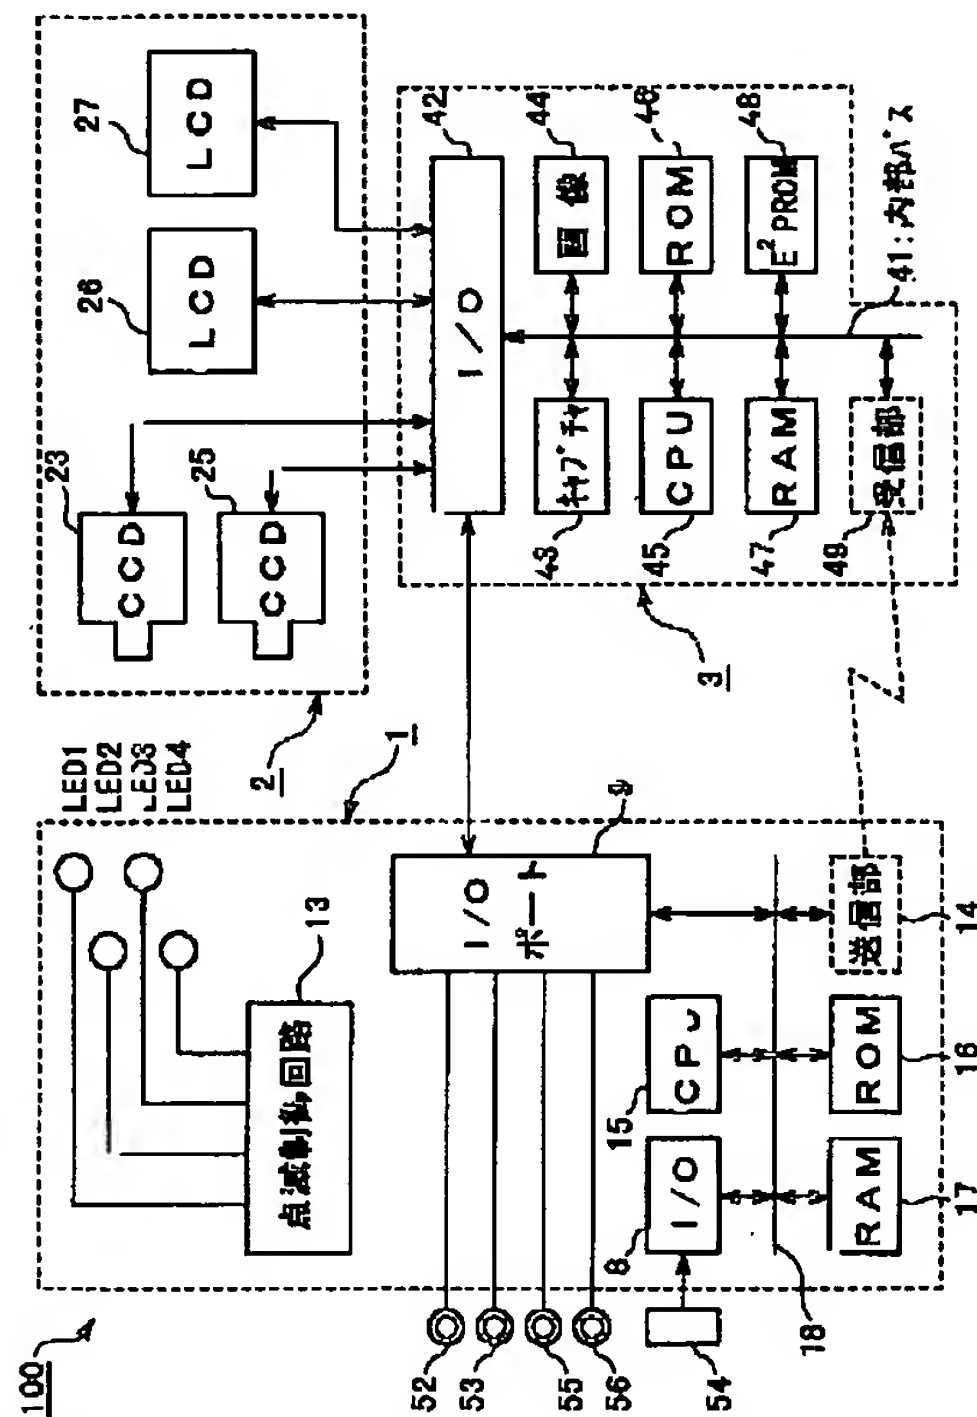 100
LED1
LED2
LED3
LED4
点滅制御回路
13
1
52
53
55
56
54
I/O
ポート
9
I/O
8
CPU
15
18
RAM
17
ROM
16
送信部
14
2
CCD
23
CCD
25
LCD
26
LCD
27
3
I/O
42
キャプチャ
43
画像
44
CPU
45
ROM
46
RAM
47
E² PROM
48
受信部
49
41:内部バス